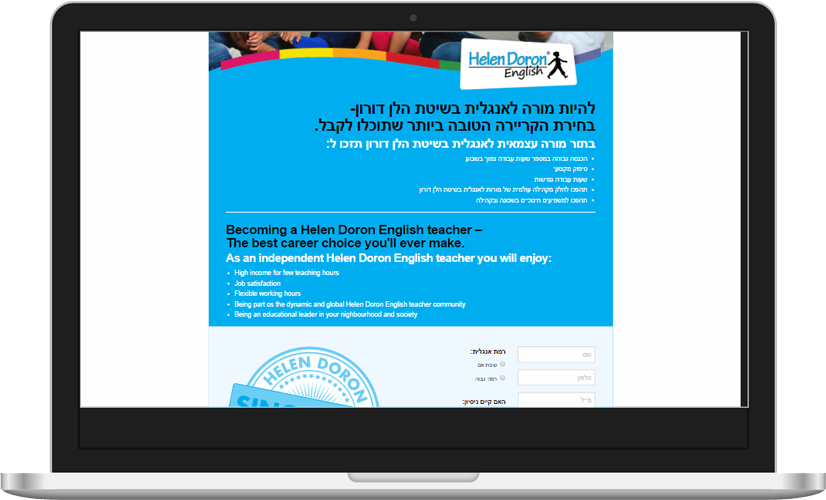 Helen Doron®
English
להיות מורה לאנגלית בשיטת הלן דורון-
בחירת הקריירה הטובה ביותר שתוכלו לקבל.
בתור מורה עצמאית לאנגלית בשיטת הלן דורון תזכו ל:
• הכנסה גבוהה במספר שעות עבודה נמוך בשבוע
• סיפוק מקצועי
• שעות עבודה גמישות
• תהפכו לחלק מקהילה עולמית של מורות לאנגלית בשיטת הלן דורון
• תהפכו למשפיעים חינוכיים בשכונה ובקהילה
Becoming a Helen Doron English teacher –
The best career choice you'll ever make.
As an independent Helen Doron English teacher you will enjoy:
• High income for few teaching hours
• Job satisfaction
• Flexible working hours
• Being part os the dynamic and global Helen Doron English teacher community
• Being an educational leader in your nighbourhood and society
שם
רמת אנגלית:
שפת אם
טלפון
רמה גבוה
מייל
האם קיים ניסיון:
HELEN DORON